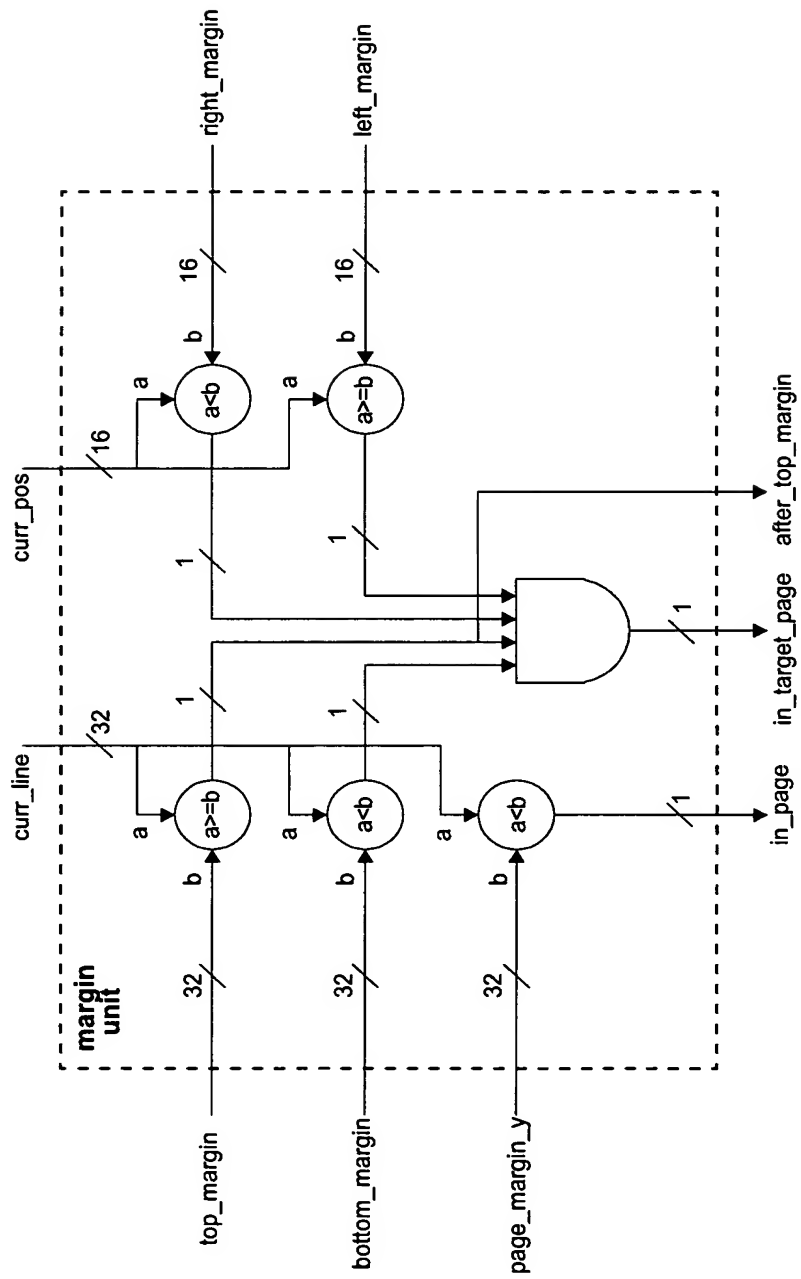 margin
unit
curr_line
curr_pos
32
16
top_margin
32
b
a
a>=b
1
a
a<b
b
16
right_margin
bottom_margin
32
b
a
a<b
1
a
a>=b
b
16
left_margin
1
page_margin_y
32
b
a
a<b
1
1
in_page
in_target_page
after_top_margin